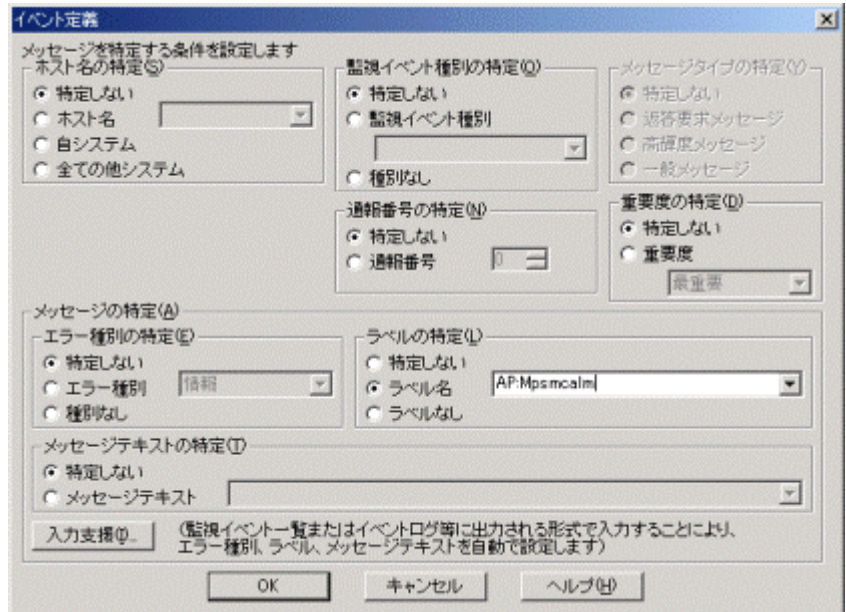 イベント定義
メッセージを特定する条件を設定します
ホスト名の特定(S)
特定しない
ホスト名
自システム
全ての他システム
監視イベント種別の特定(O)
特定しない
監視イベント種別
種別なし
メッセージタイプの特定(Y)
特定しない
返答要求メッセージ
高輝度メッセージ
一般メッセージ
通報番号の特定(N)
特定しない
通報番号 0
重要度の特定(D)
特定しない
重要度
最重要
メッセージの特定(A)
エラー種別の特定(E)
特定しない
エラー種別 情報
種別なし
ラベルの特定(L)
特定しない
ラベル名 AP:Mpsmcalm
ラベルなし
メッセージテキストの特定(T)
特定しない
メッセージテキスト
入力支援(I)...
(監視イベント一覧またはイベントログ等に出力される形式で入力することにより、
エラー種別、ラベル、メッセージテキストを自動で設定します)
OK キャンセル ヘルプ(H)